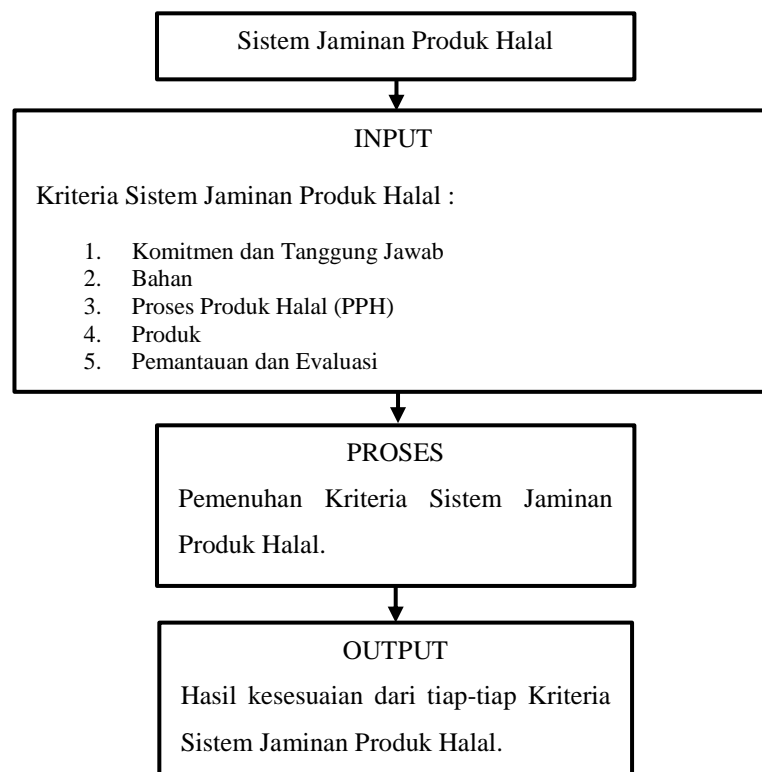 Sistem Jaminan Produk Halal
INPUT
Kriteria Sistem Jaminan Produk Halal :
1. Komitmen dan Tanggung Jawab
2. Bahan
3. Proses Produk Halal (PPH)
4. Produk
5. Pemantauan dan Evaluasi
PROSES
Pemenuhan Kriteria Sistem Jaminan
Produk Halal.
OUTPUT
Hasil kesesuaian dari tiap-tiap Kriteria
Sistem Jaminan Produk Halal.